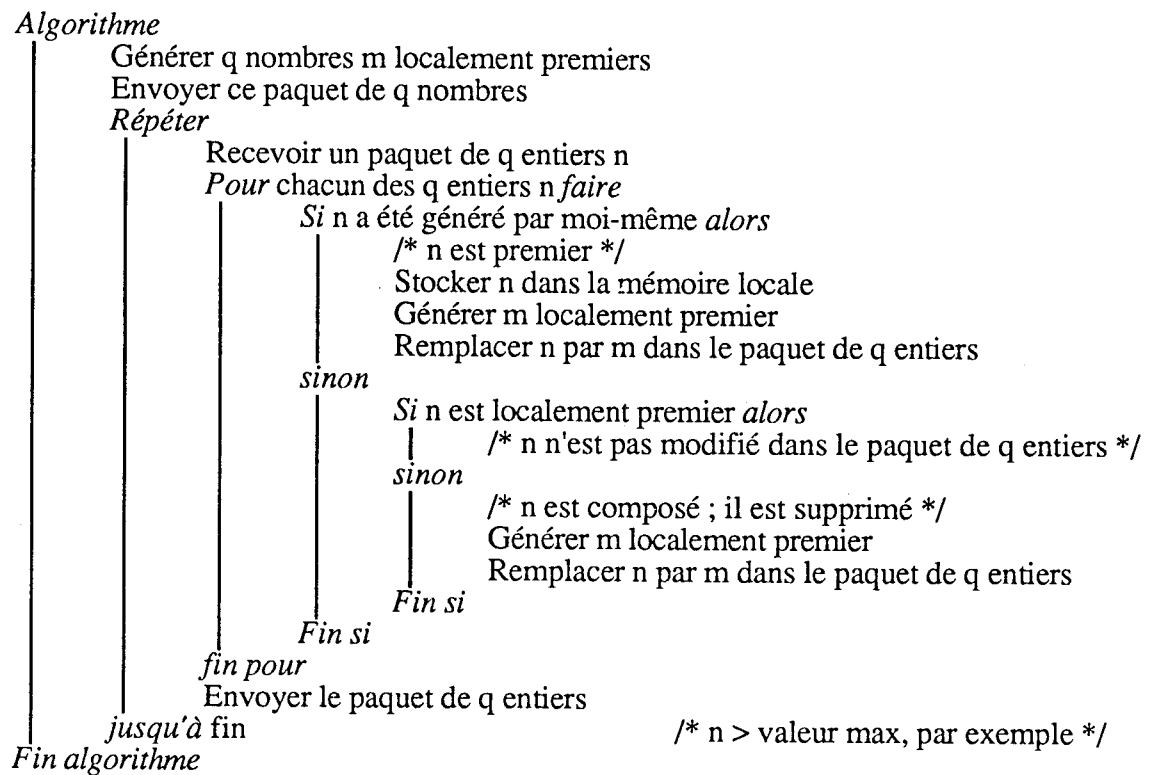 Algorithme
Générer q nombres m localement premiers
Envoyer ce paquet de q nombres
Répéter
Recevoir un paquet de q entiers n
Pour chacun des q entiers n faire
Si n a été généré par moi-même alors
/* n est premier */
Stocker n dans la mémoire locale
Générer m localement premier
Remplacer n par m dans le paquet de q entiers
sinon
Si n est localement premier alors
/* n n'est pas modifié dans le paquet de q entiers */
sinon
/* n est composé ; il est supprimé */
Générer m localement premier
Remplacer n par m dans le paquet de q entiers
Fin si
Fin si
fin pour
Envoyer le paquet de q entiers
jusqu'à fin /* n > valeur max, par exemple */
Fin algorithme